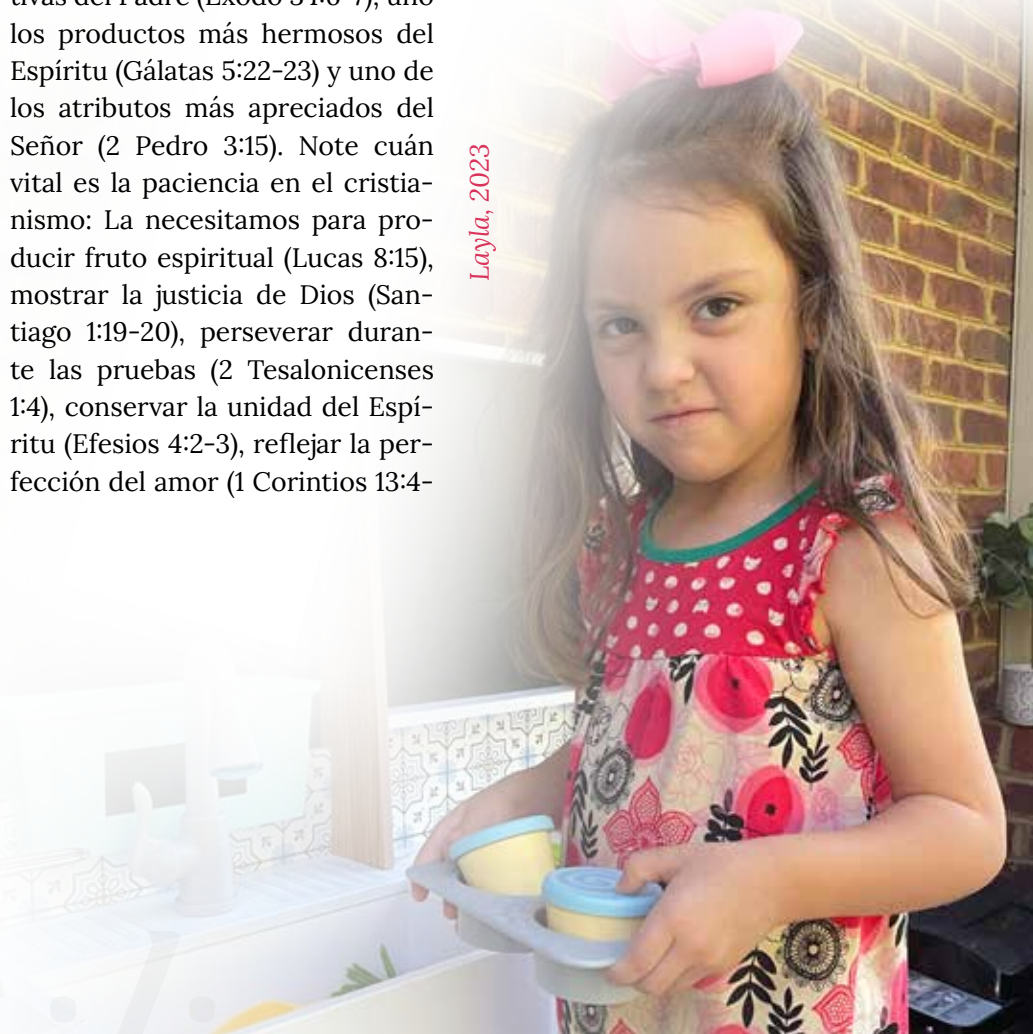 tivas del Padre (Éxodo 34:6-7), uno
los productos más hermosos del
Espíritu (Gálatas 5:22-23) y uno de
los atributos más apreciados del
Señor (2 Pedro 3:15). Note cuán
vital es la paciencia en el cristia-
nismo: La necesitamos para pro-
ducir fruto espiritual (Lucas 8:15),
mostrar la justicia de Dios (San-
tiago 1:19-20), perseverar duran-
te las pruebas (2 Tesalonicenses
1:4), conservar la unidad del Espí-
ritu (Efesios 4:2-3), reflejar la per-
fección del amor (1 Corintios 13:4-
Layla, 2023